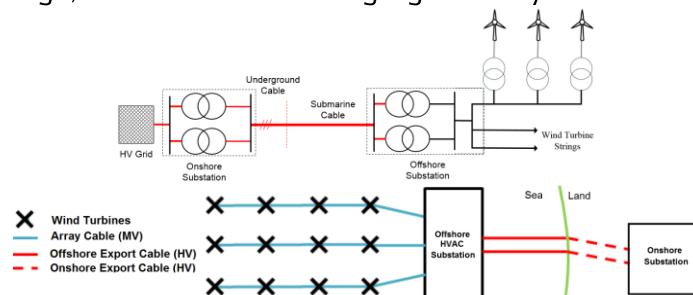 Underground
Cable
Submarine
Cable
HV Grid
Onshore
Substation
Offshore
Substation
Wind Turbine
Strings
Wind Turbines
Array Cable (MV)
Offshore Export Cable (HV)
Onshore Export Cable (HV)
Offshore
HVAC
Substation
Sea
Land
Onshore
Substation